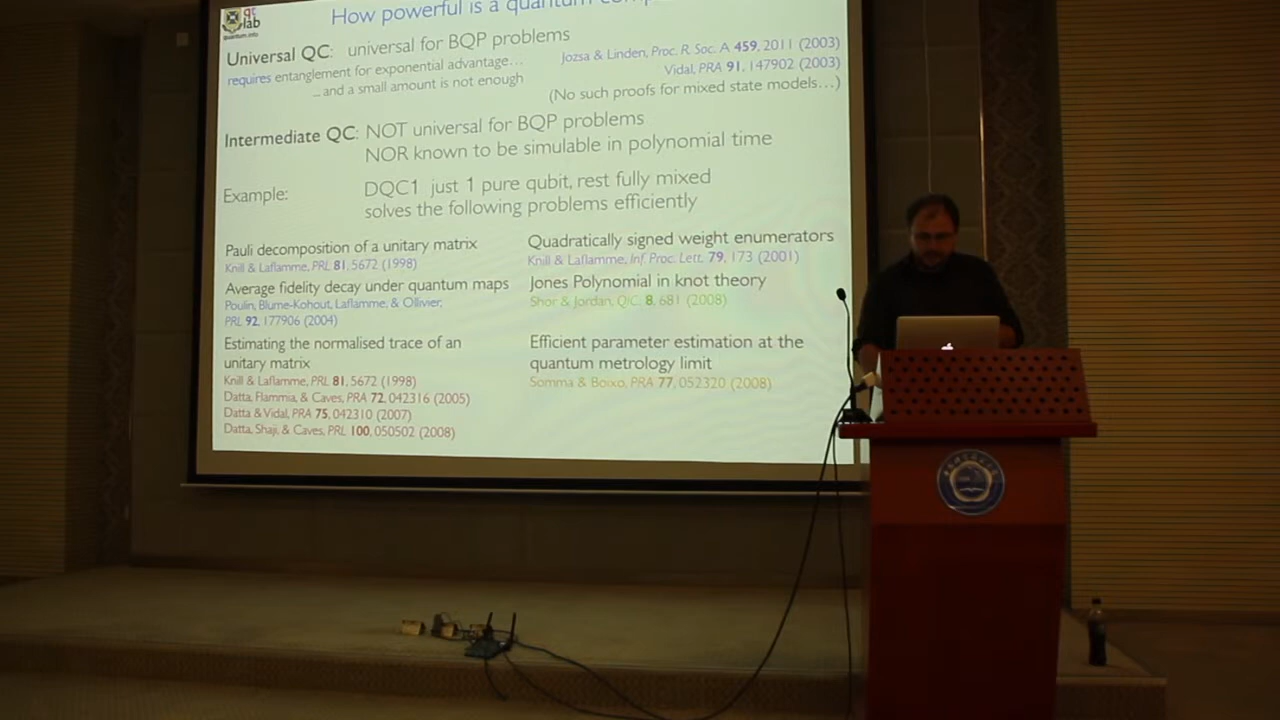 qt
lab
quantum.info
How powerful is a quantum
Universal QC: universal for BQP problems
requires entanglement for exponential advantage...
... and a small amount is not enough
Jozsa & Linden, Proc. R. Soc. A 459, 2011 (2003)
Vidal, PRA 91, 147902 (2003)
(No such proofs for mixed state models...)
Intermediate QC: NOT universal for BQP problems
NOR known to be simulable in polynomial time
Example: DQC1 just 1 pure qubit, rest fully mixed
solves the following problems efficiently
Pauli decomposition of a unitary matrix
Knill & Laflamme, PRL 81, 5672 (1998)
Average fidelity decay under quantum maps
Poulin, Blume-Kohout, Laflamme, & Ollivier,
PRL 92, 177906 (2004)
Estimating the normalised trace of an
unitary matrix
Knill & Laflamme, PRL 81, 5672 (1998)
Datta, Flammia, & Caves, PRA 72, 042316 (2005)
Datta & Vidal, PRA 75, 042310 (2007)
Datta, Shaji, & Caves, PRL 100, 050502 (2008)
Quadratically signed weight enumerators
Knill & Laflamme, Inf. Proc. Lett. 79, 173 (2001)
Jones Polynomial in knot theory
Shor & Jordan, QIC. 8, 681 (2008)
Efficient parameter estimation at the
quantum metrology limit
Somma & Boixo, PRA 77, 052320 (2008)